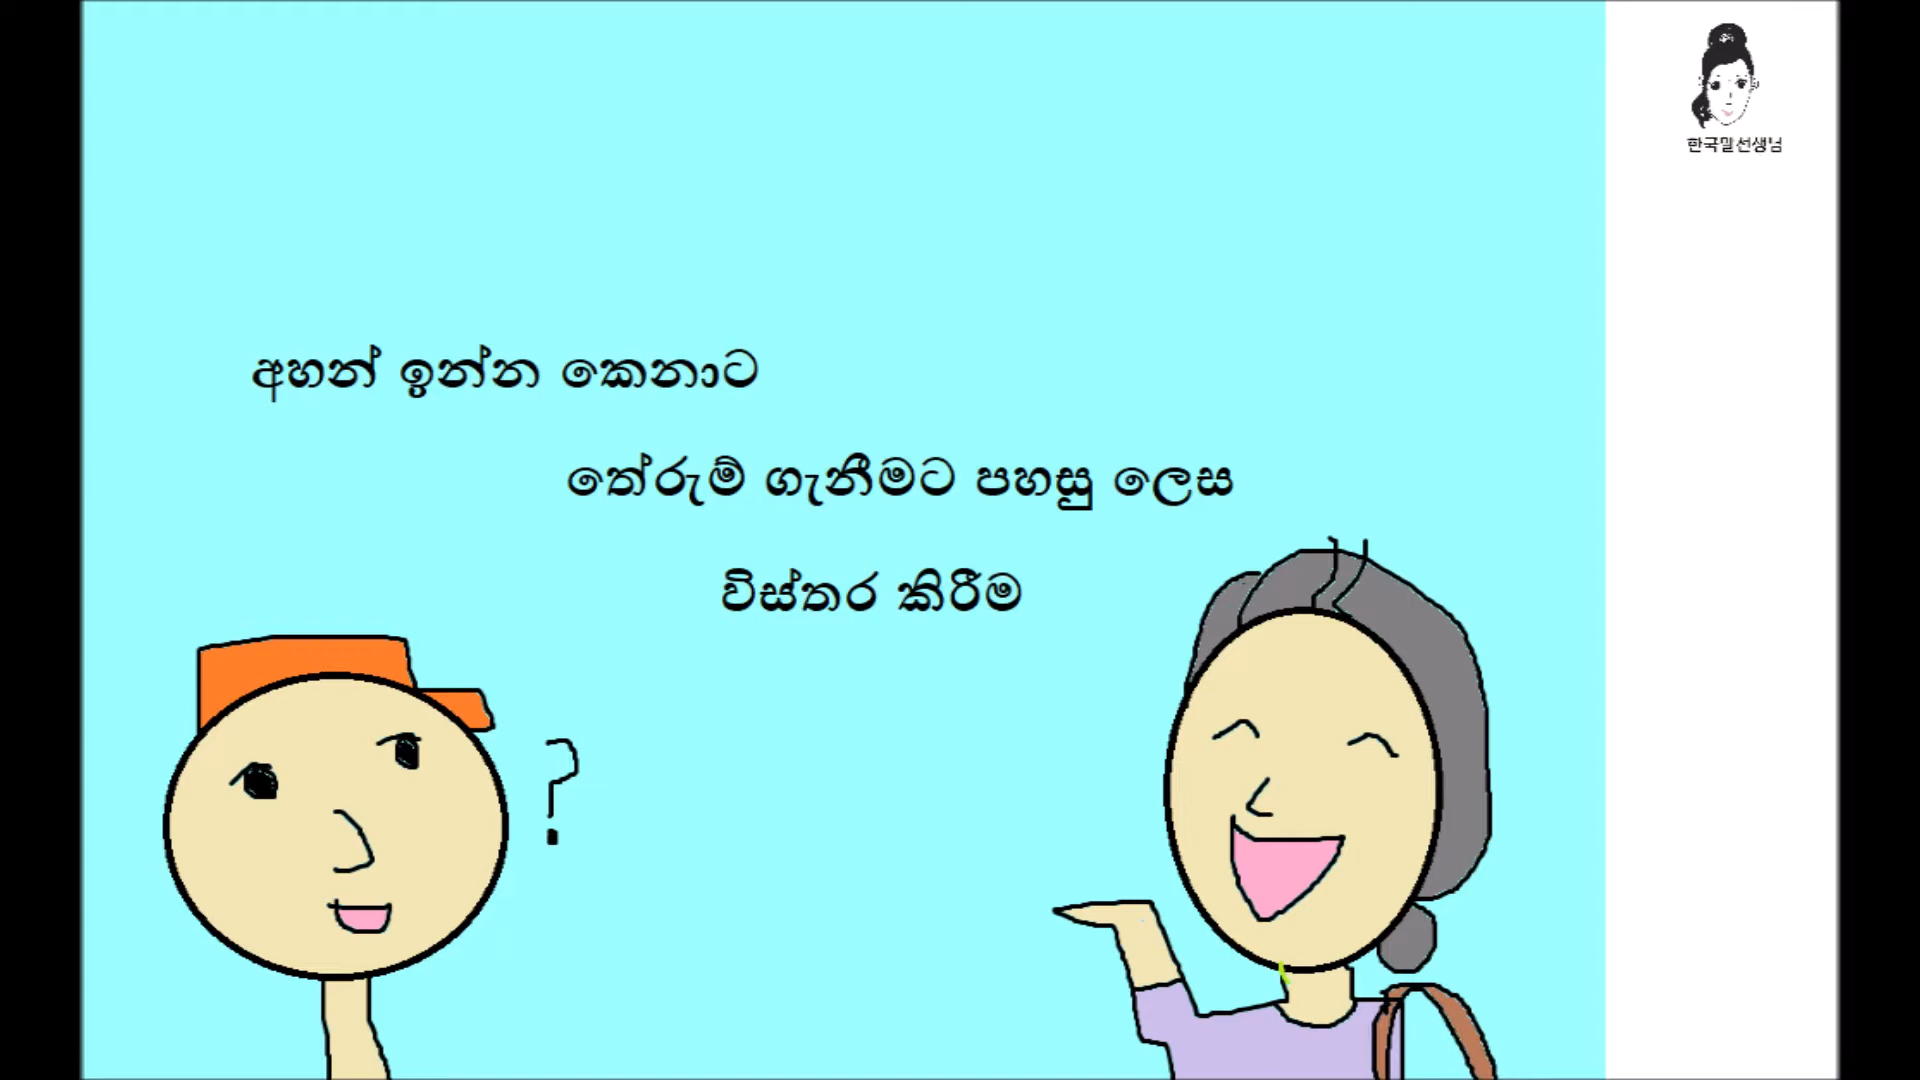 한국말선생님
අහන් ඉන්න කෙනාට
තේරුම් ගැනීමට පහසු ලෙස
විස්තර කිරීම
?